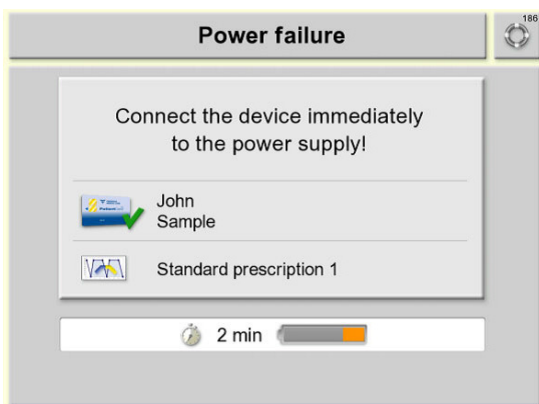 Power failure
186
Connect the device immediately
to the power supply!
John
Sample
Standard prescription 1
2 min